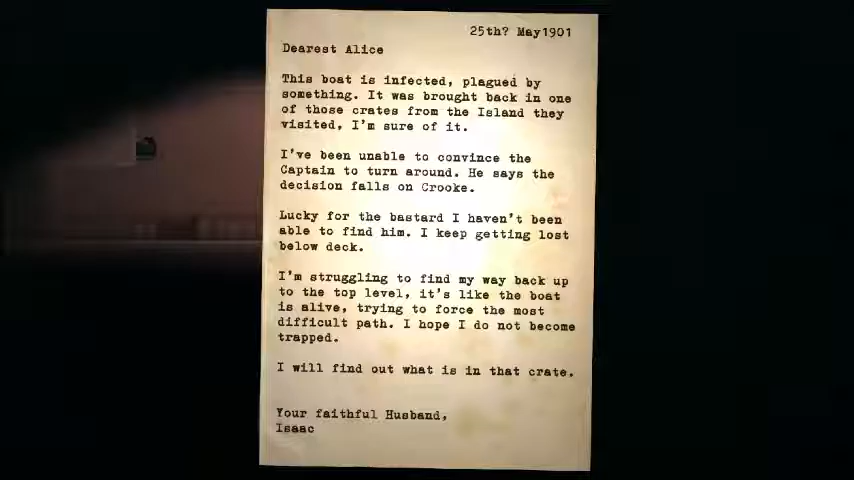 25th? May1901
Dearest Alice
This boat is infected, plagued by
something. It was brought back in one
of those crates from the Island they
visited, I'm sure of it.
I've been unable to convince the
Captain to turn around. He says the
decision falls on Crooke.
Lucky for the bastard I haven't been
able to find him. I keep getting lost
below deck.
I'm struggling to find my way back up
to the top level, it's like the boat
is alive, trying to force the most
difficult path. I hope I do not become
trapped.
I will find out what is in that crate.
Your faithful Husband,
Isaac